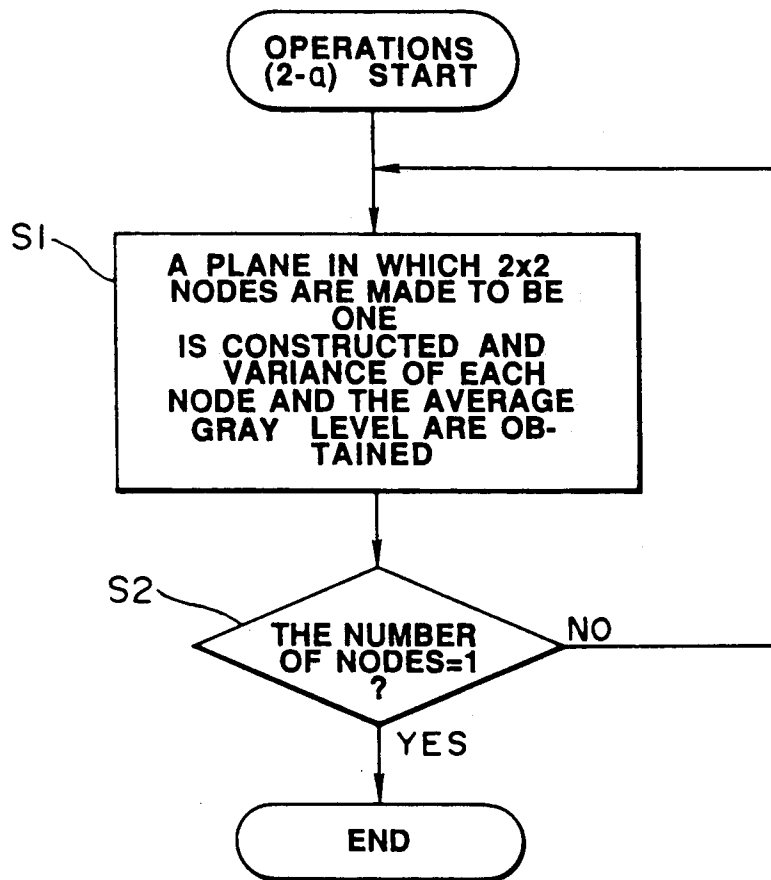 OPERATIONS
(2-a) START
S1
A PLANE IN WHICH 2x2
NODES ARE MADE TO BE
ONE
IS CONSTRUCTED AND
VARIANCE OF EACH
NODE AND THE AVERAGE
GRAY LEVEL ARE OB-
TAINED
S2
THE NUMBER
OF NODES=1
?
NO
YES
END